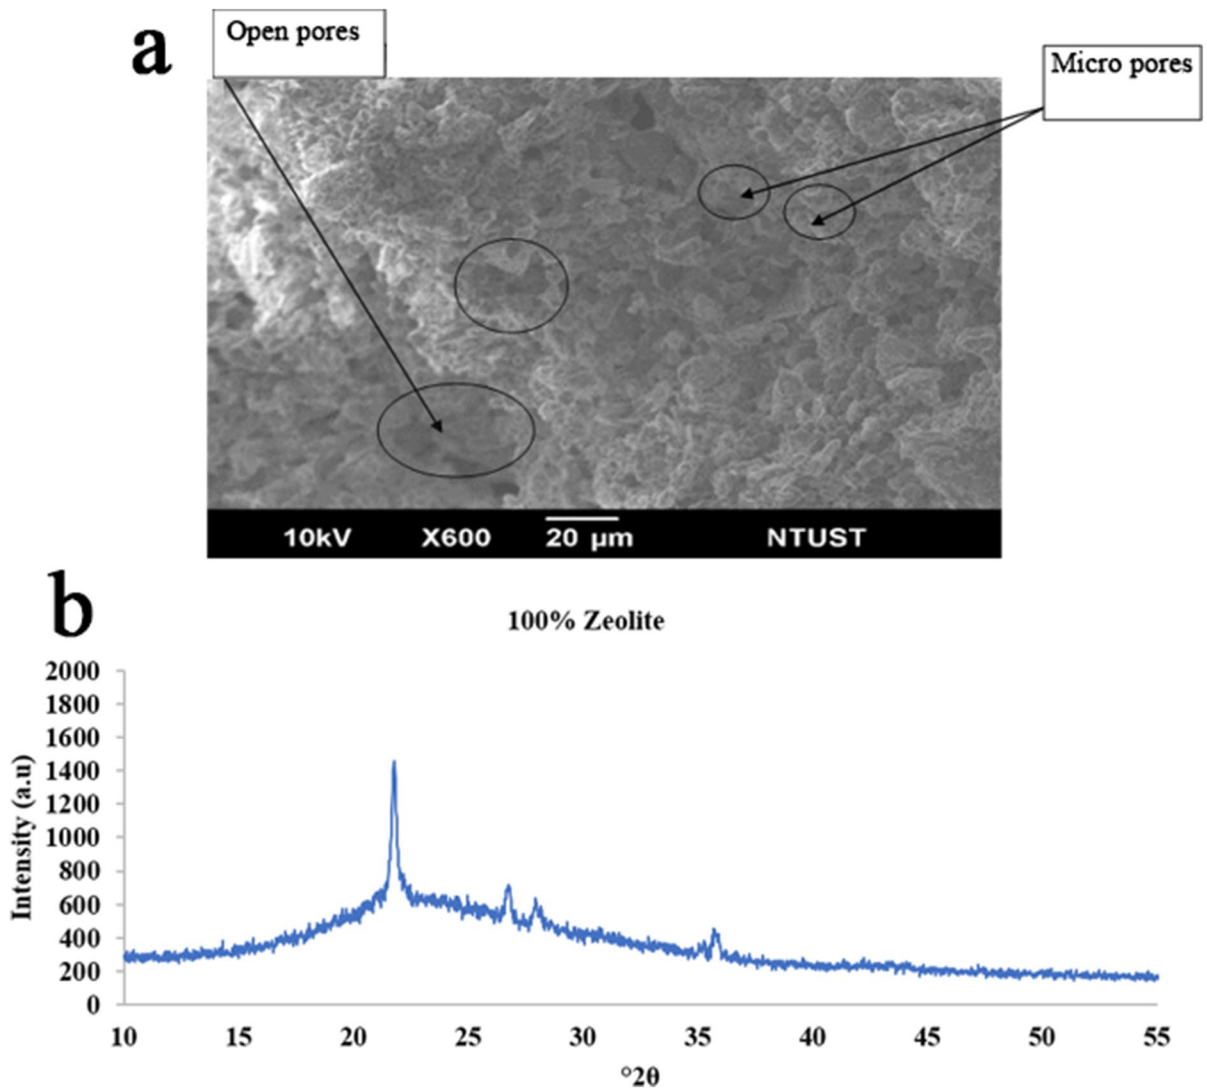 a
Open pores
Micro pores
10kV X600 20 µm NTUST
b
100% Zeolite
2000
1800
1600
1400
1200
1000
800
600
400
200
0
Intensity (a.u)
10 15 20 25 30 35 40 45 50 55
°2θ